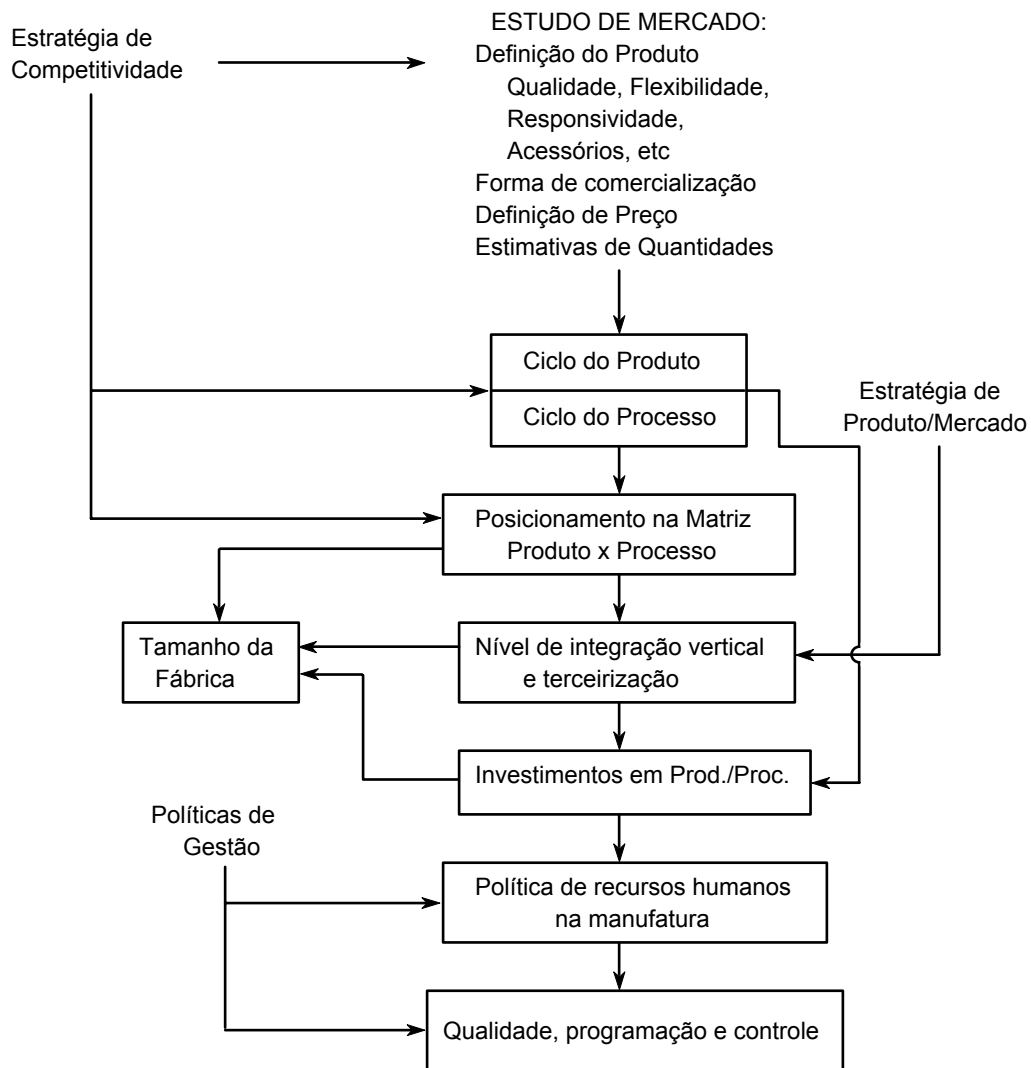 Estratégia de
Competitividade
ESTUDO DE MERCADO:
Definição do Produto
Qualidade, Flexibilidade,
Responsividade,
Acessórios, etc
Forma de comercialização
Definição de Preço
Estimativas de Quantidades
Ciclo do Produto
Ciclo do Processo
Estratégia de
Produto/Mercado
Posicionamento na Matriz
Produto x Processo
Tamanho da
Fábrica
Nível de integração vertical
e terceirização
Investimentos em Prod./Proc.
Políticas de
Gestão
Política de recursos humanos
na manufatura
Qualidade, programação e controle